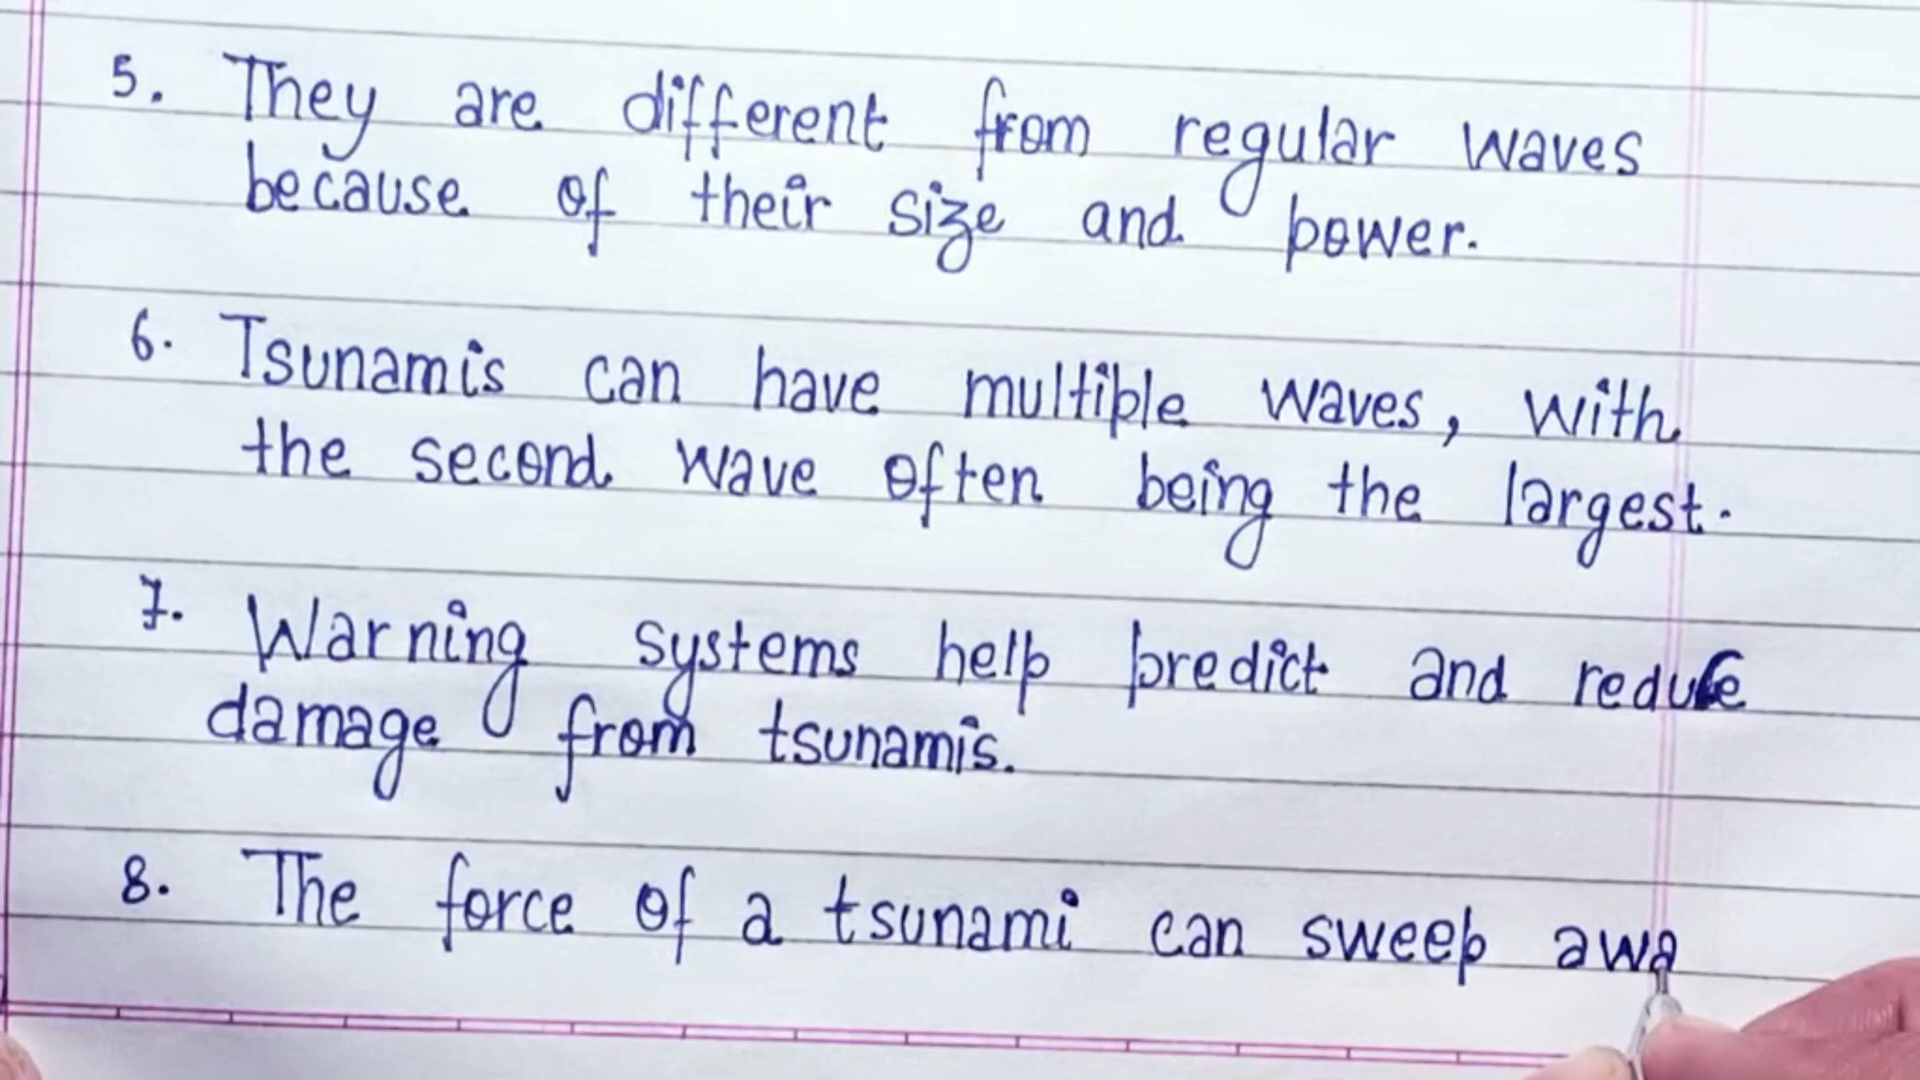 5. They are different from regular waves
because of their size and power.
6. Tsunamis can have multiple waves, with
the second wave often being the largest.
7. Warning systems help predict and reduce
damage from tsunamis.
8. The force of a tsunami can sweep awa